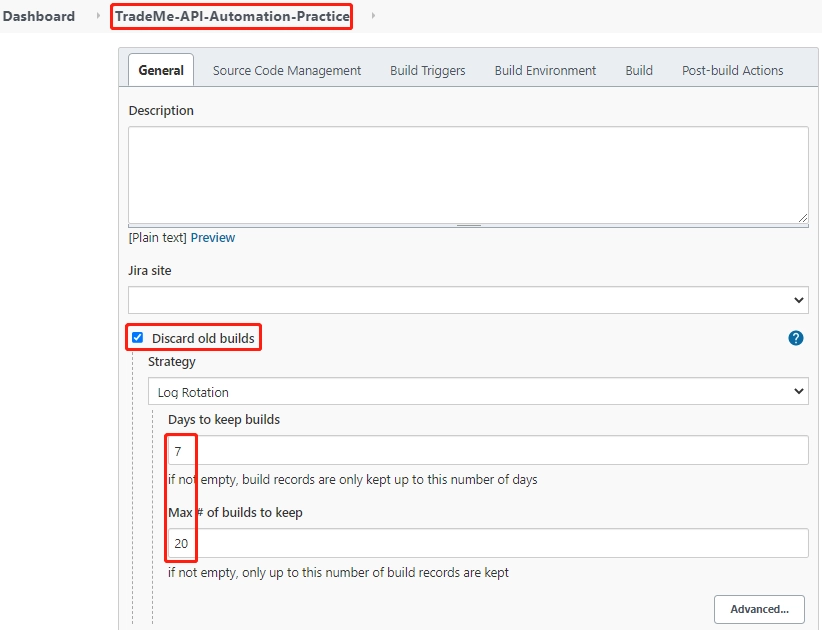 Dashboard TradeMe-API-Automation-Practice
General Source Code Management Build Triggers Build Environment Build Post-build Actions
Description
[Plain text] Preview
Jira site
Discard old builds ?
Strategy
Log Rotation
Days to keep builds
7
if not empty, build records are only kept up to this number of days
Max # of builds to keep
20
if not empty, only up to this number of build records are kept
Advanced...